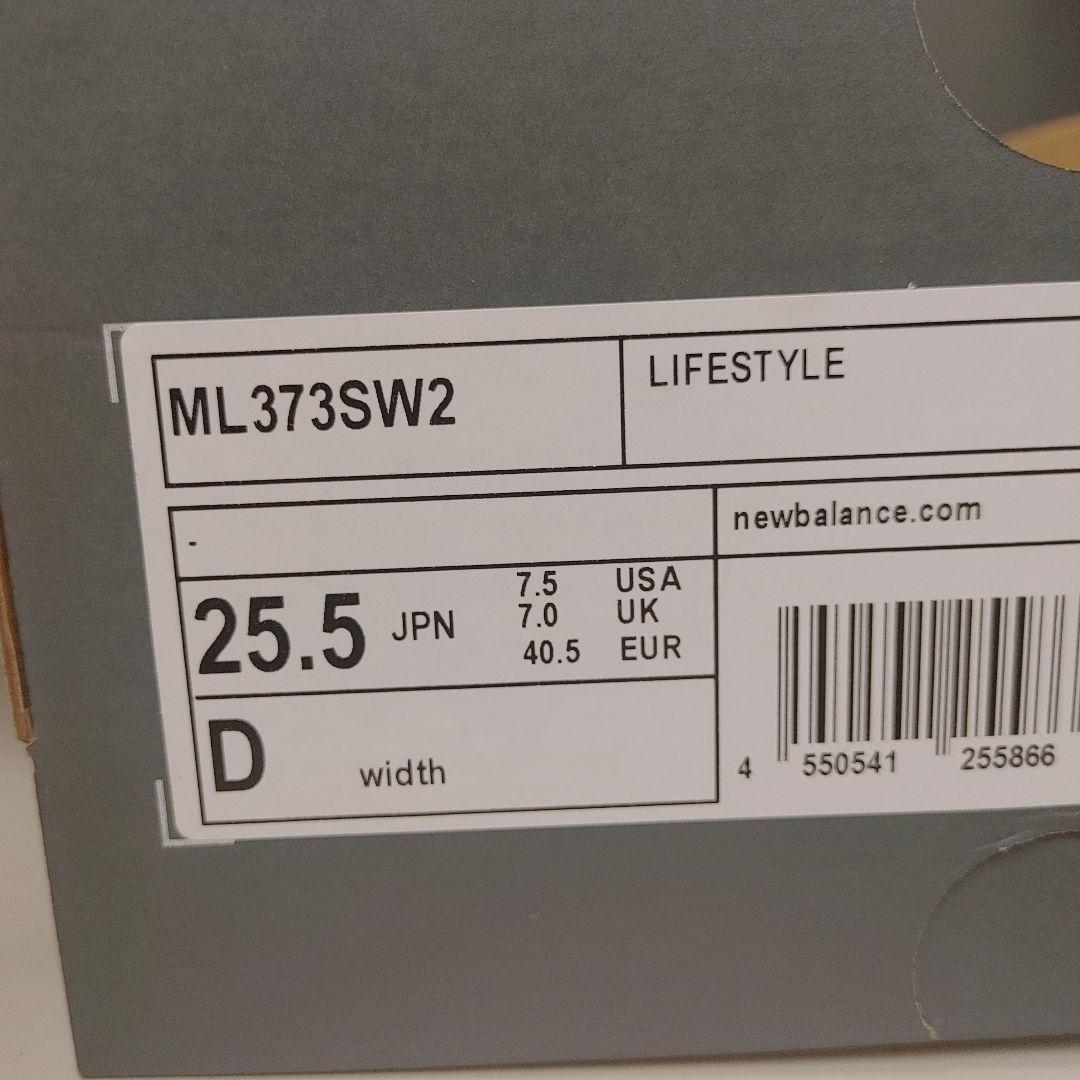 ML373SW2
LIFESTYLE
-
newbalance.com
25.5 JPN
7.5 USA
7.0 UK
40.5 EUR
D width
4 550541 255866